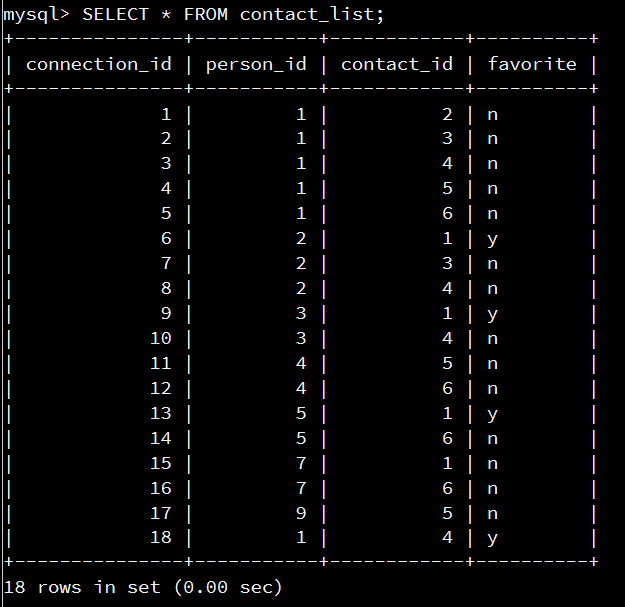 mysql> SELECT * FROM contact_list;
+---------------+-----------+------------+----------+
| connection_id | person_id | contact_id | favorite |
+---------------+-----------+------------+----------+
|             1 |         1 |          2 | n        |
|             2 |         1 |          3 | n        |
|             3 |         1 |          4 | n        |
|             4 |         1 |          5 | n        |
|             5 |         1 |          6 | n        |
|             6 |         2 |          1 | y        |
|             7 |         2 |          3 | n        |
|             8 |         2 |          4 | n        |
|             9 |         3 |          1 | y        |
|            10 |         3 |          4 | n        |
|            11 |         4 |          5 | n        |
|            12 |         4 |          6 | n        |
|            13 |         5 |          1 | y        |
|            14 |         5 |          6 | n        |
|            15 |         7 |          1 | n        |
|            16 |         7 |          6 | n        |
|            17 |         9 |          5 | n        |
|            18 |         1 |          4 | y        |
+---------------+-----------+------------+----------+
18 rows in set (0.00 sec)